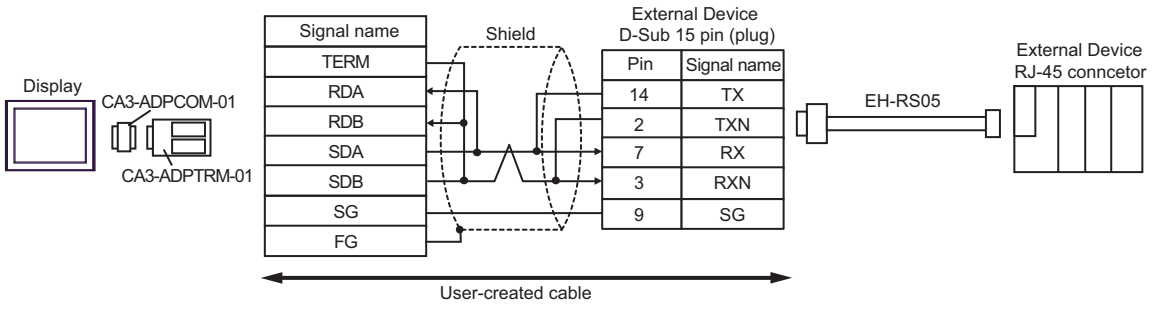 Display
CA3-ADPCOM-01
CA3-ADPTRM-01
Signal name
TERM
RDA
RDB
SDA
SDB
SG
FG
Shield
External Device
D-Sub 15 pin (plug)
Pin Signal name
14 TX
2 TXN
7 RX
3 RXN
9 SG
EH-RS05
External Device
RJ-45 conncetor
User-created cable